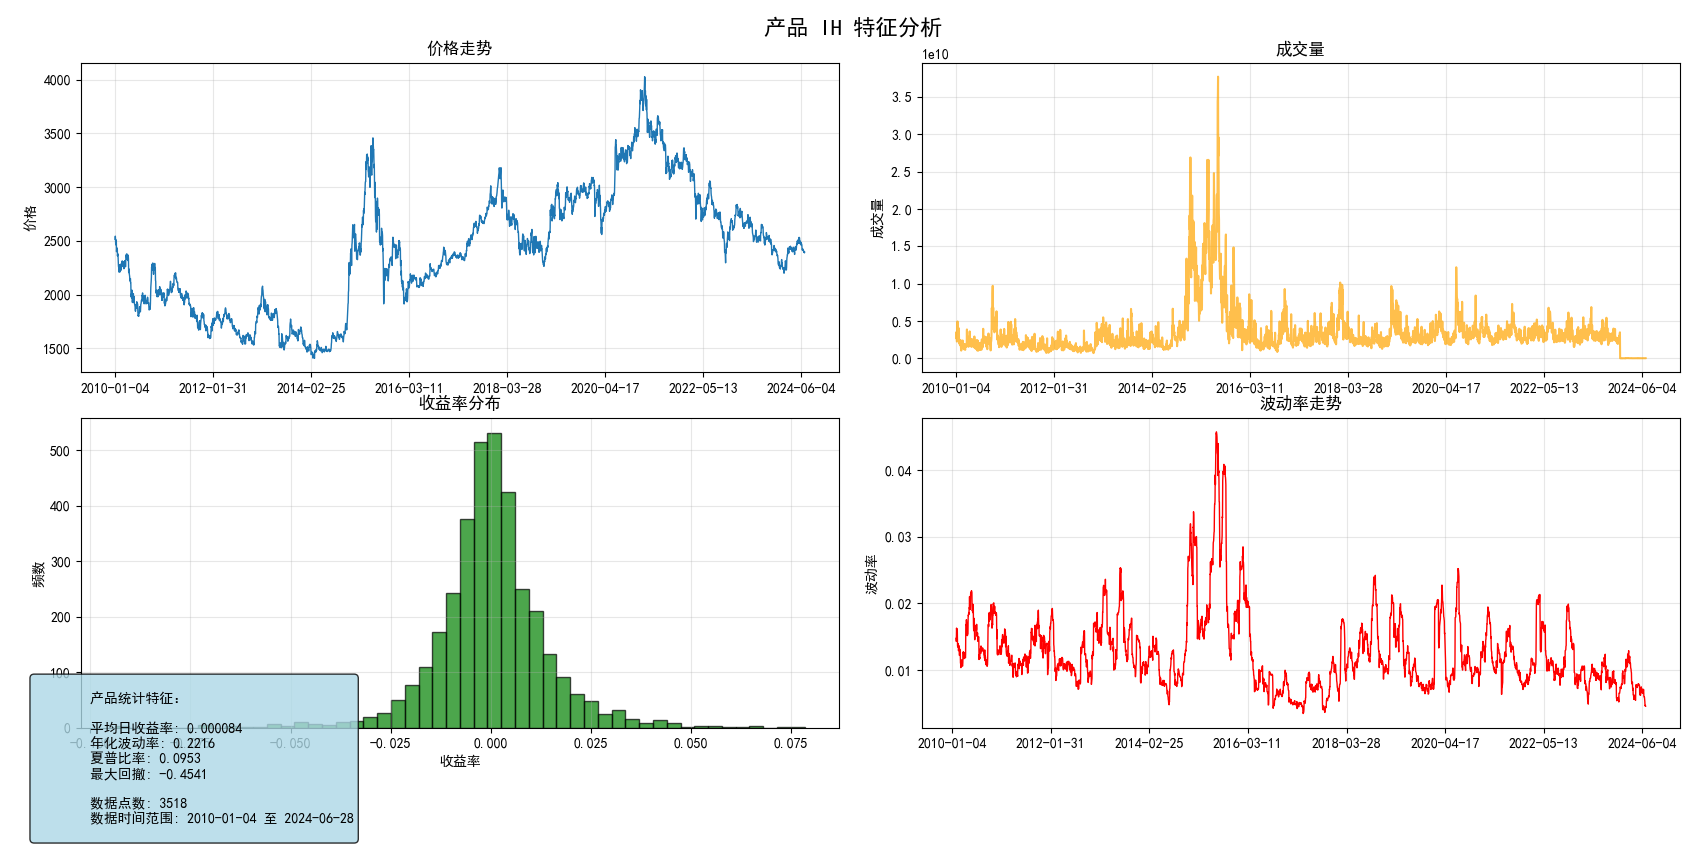 产品 IH 特征分析
价格走势
价格
4000
3500
3000
2500
2000
1500
2010-01-04 2012-01-31 2014-02-25 2016-03-11 2018-03-28 2020-04-17 2022-05-13 2024-06-04
成交量
1e10
成交量
3.5
3.0
2.5
2.0
1.5
1.0
0.5
0.0
2010-01-04 2012-01-31 2014-02-25 2016-03-11 2018-03-28 2020-04-17 2022-05-13 2024-06-04
收益率分布
频数
500
400
300
200
100
0
-0.050 -0.025 0.000 0.025 0.050 0.075
收益率
产品统计特征:
平均日收益率: 0.000084
年化波动率: 0.2216
夏普比率: 0.0953
最大回撤: -0.4541
数据点数: 3518
数据时间范围: 2010-01-04 至 2024-06-28
波动率走势
波动率
0.04
0.03
0.02
0.01
2010-01-04 2012-01-31 2014-02-25 2016-03-11 2018-03-28 2020-04-17 2022-05-13 2024-06-04